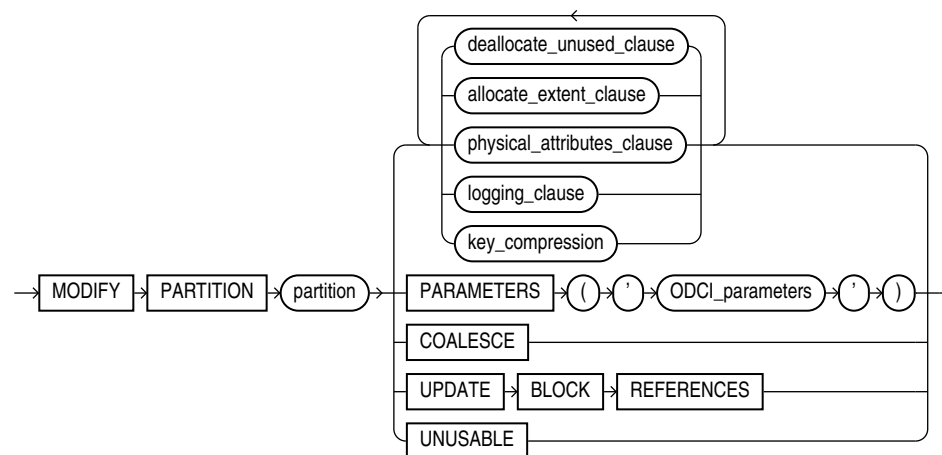 deallocate_unused_clause
allocate_extent_clause
physical_attributes_clause
logging_clause
key_compression
MODIFY PARTITION partition PARAMETERS ( ' ODCI_parameters ' )
COALESCE
UPDATE BLOCK REFERENCES
UNUSABLE